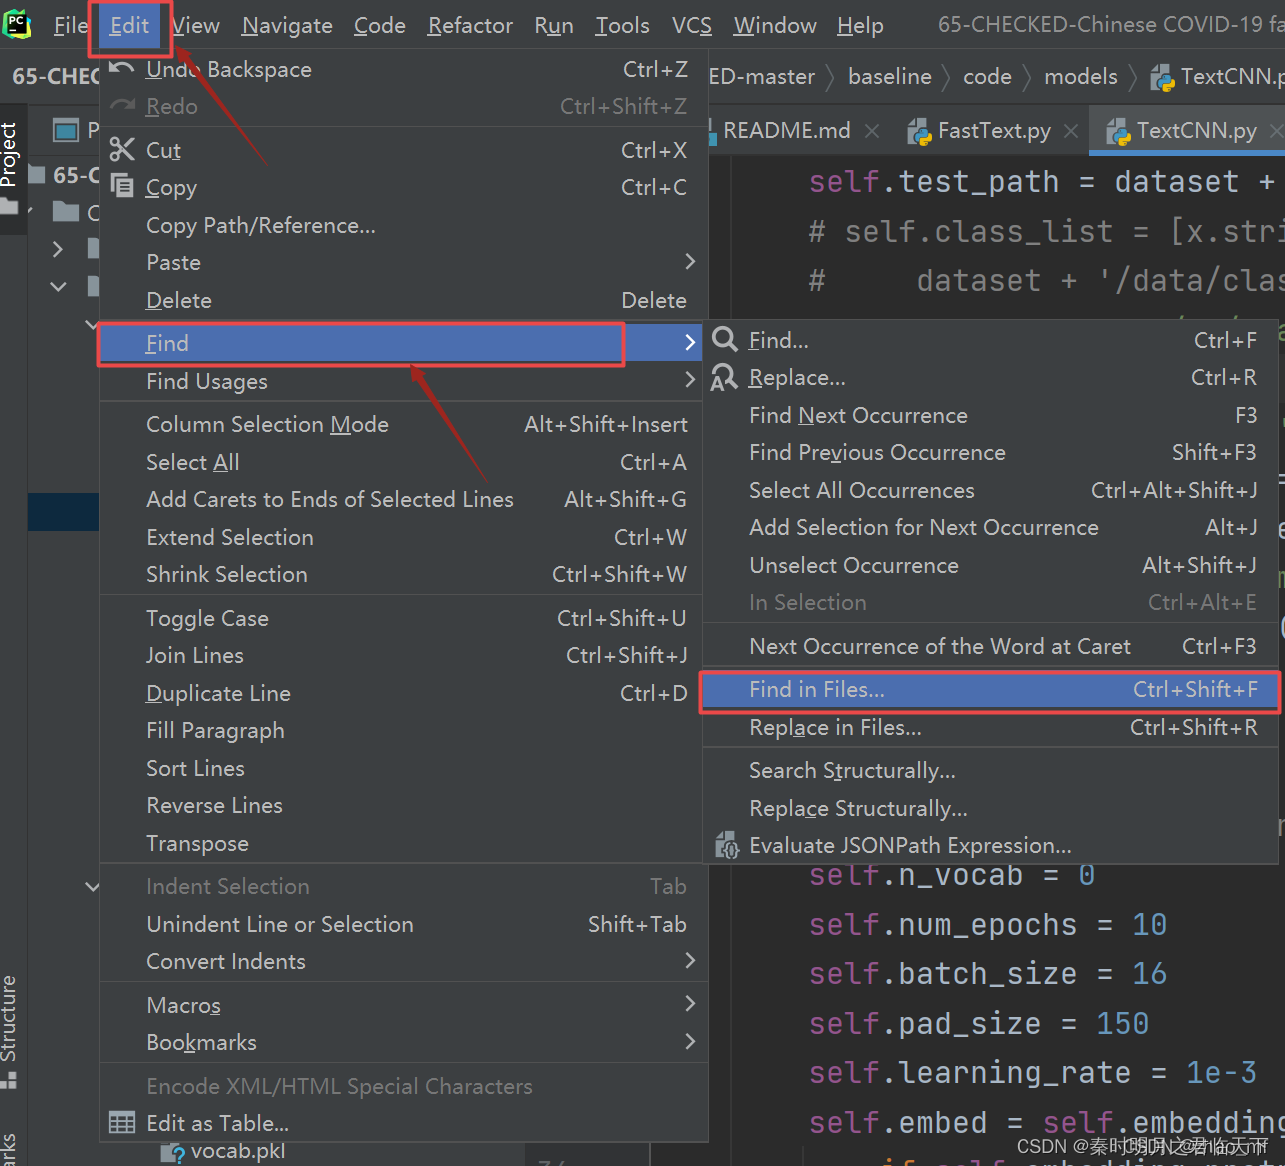 PC
File Edit View Navigate Code Refactor Run Tools VCS Window Help 65-CHECKED-Chinese COVID-19 fa
65-CHEC
ED-master baseline code models TextCNN.p
Project
README.md FastText.py TextCNN.py
65-C
Undo Backspace Ctrl+Z
Redo Ctrl+Shift+Z
Cut Ctrl+X
Copy Ctrl+C
Copy Path/Reference...
Paste
Delete Delete
Find
Find Usages
Column Selection Mode Alt+Shift+Insert
Select All Ctrl+A
Add Carets to Ends of Selected Lines Alt+Shift+G
Extend Selection Ctrl+W
Shrink Selection Ctrl+Shift+W
Toggle Case Ctrl+Shift+U
Join Lines Ctrl+Shift+J
Duplicate Line Ctrl+D
Fill Paragraph
Sort Lines
Reverse Lines
Transpose
Indent Selection Tab
Unindent Line or Selection Shift+Tab
Convert Indents
Macros
Bookmarks
Encode XML/HTML Special Characters
Edit as Table...
vocab.pkl
Structure
self.test_path = dataset +
# self.class_list = [x.stri
# dataset + '/data/clas
Find... Ctrl+F
Replace... Ctrl+R
Find Next Occurrence F3
Find Previous Occurrence Shift+F3
Select All Occurrences Ctrl+Alt+Shift+J
Add Selection for Next Occurrence Alt+J
Unselect Occurrence Alt+Shift+J
In Selection Ctrl+Alt+E
Next Occurrence of the Word at Caret Ctrl+F3
Find in Files... Ctrl+Shift+F
Replace in Files... Ctrl+Shift+R
Search Structurally...
Replace Structurally...
Evaluate JSONPath Expression...
self.n_vocab = 0
self.num_epochs = 10
self.batch_size = 16
self.pad_size = 150
self.learning_rate = 1e-3
self.embed = self.embedding
CSDN @秦时明月之君临天下